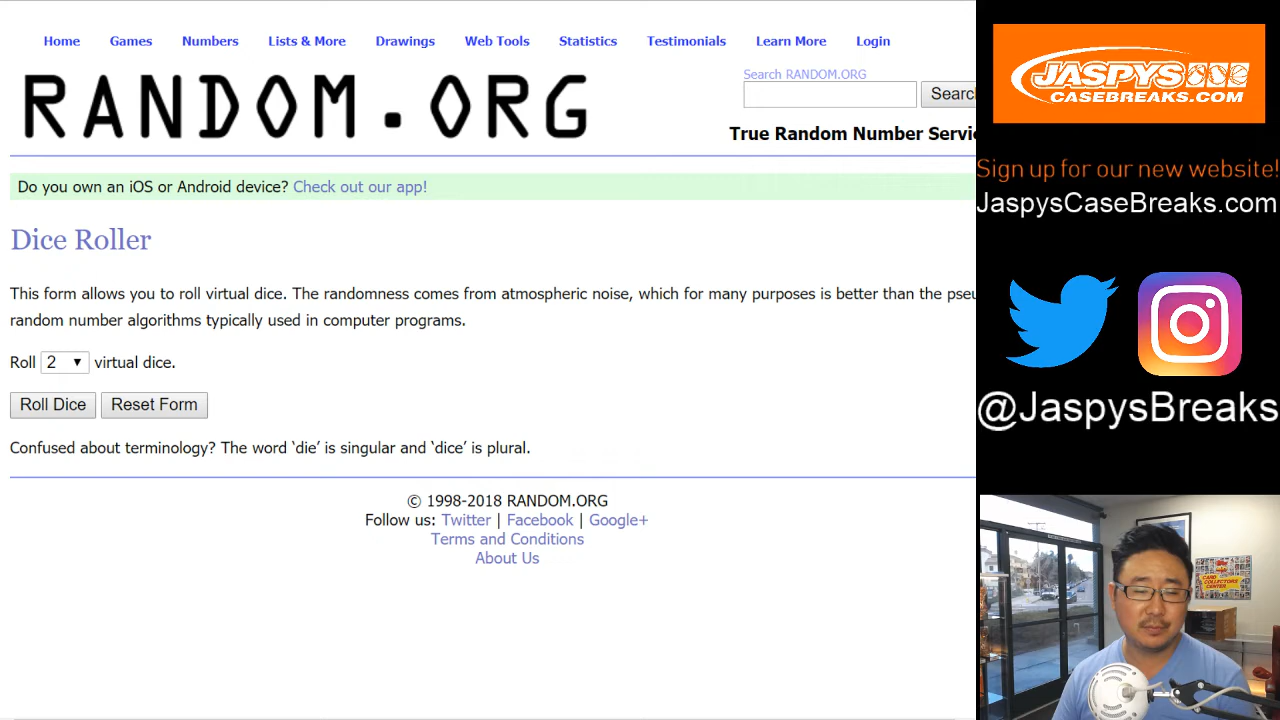 Home Games Numbers Lists & More Drawings Web Tools Statistics Testimonials Learn More Login
RANDOM.ORG
Search RANDOM.ORG
Searc
True Random Number Servi
Do you own an iOS or Android device? Check out our app!
Dice Roller
This form allows you to roll virtual dice. The randomness comes from atmospheric noise, which for many purposes is better than the pseu
random number algorithms typically used in computer programs.
Roll 2 virtual dice.
Roll Dice Reset Form
Confused about terminology? The word ‘die’ is singular and ‘dice’ is plural.
© 1998-2018 RANDOM.ORG
Follow us: Twitter | Facebook | Google+
Terms and Conditions
About Us
JASPYS
CASEBREAKS.COM
Sign up for our new website!
JaspysCaseBreaks.com
@JaspysBreaks
CARD
COLLECTORS
CENTER